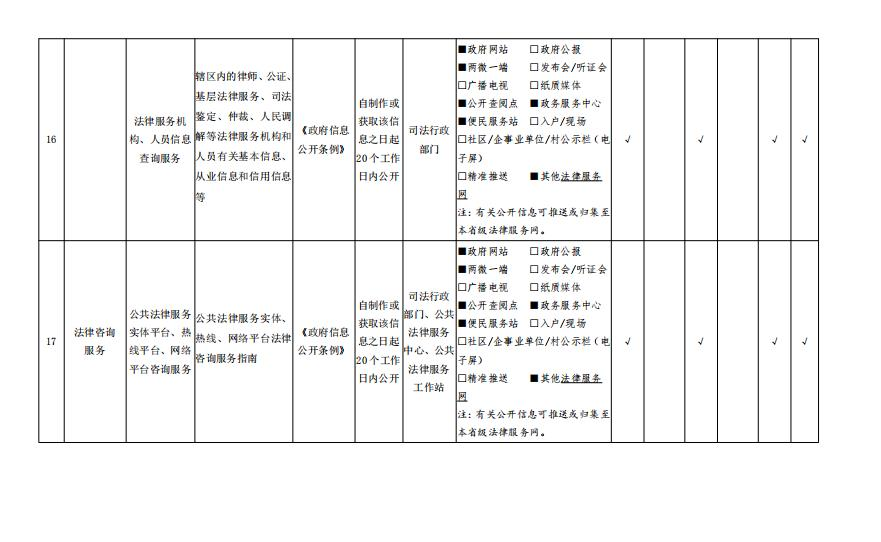 16
法律服务机
构、人员信息
查询服务
辖区内的律师、公证、
基层法律服务、司法
鉴定、仲裁、人民调
解等法律服务机构和
人员有关基本信息、
从业信息和信用信息
等
《政府信息
公开条例》
自制作或
获取该信
息之日起
20个工作
日内公开
司法行政
部门
■政府网站 □政府公报
■两微一端 □发布会/听证会
□广播电视 □纸质媒体
■公开查阅点 ■政务服务中心
■便民服务站 □入户/现场
□社区/企事业单位/村公示栏（电
子屏）
□精准推送 ■其他法律服务
网
注：有关公开信息可推送或归集至
本省级法律服务网。
√ √ √ √
17
法律咨询
服务
公共法律服务
实体平台、热
线平台、网络
平台咨询服务
公共法律服务实体、
热线、网络平台法律
咨询服务指南
《政府信息
公开条例》
自制作或
获取该信
息之日起
20个工作
日内公开
司法行政
部门、公共
法律服务
中心、公共
法律服务
工作站
■政府网站 □政府公报
■两微一端 □发布会/听证会
□广播电视 □纸质媒体
■公开查阅点 ■政务服务中心
■便民服务站 □入户/现场
□社区/企事业单位/村公示栏（电
子屏）
□精准推送 ■其他法律服务
网
注：有关公开信息可推送或归集至
本省级法律服务网。
√ √ √ √